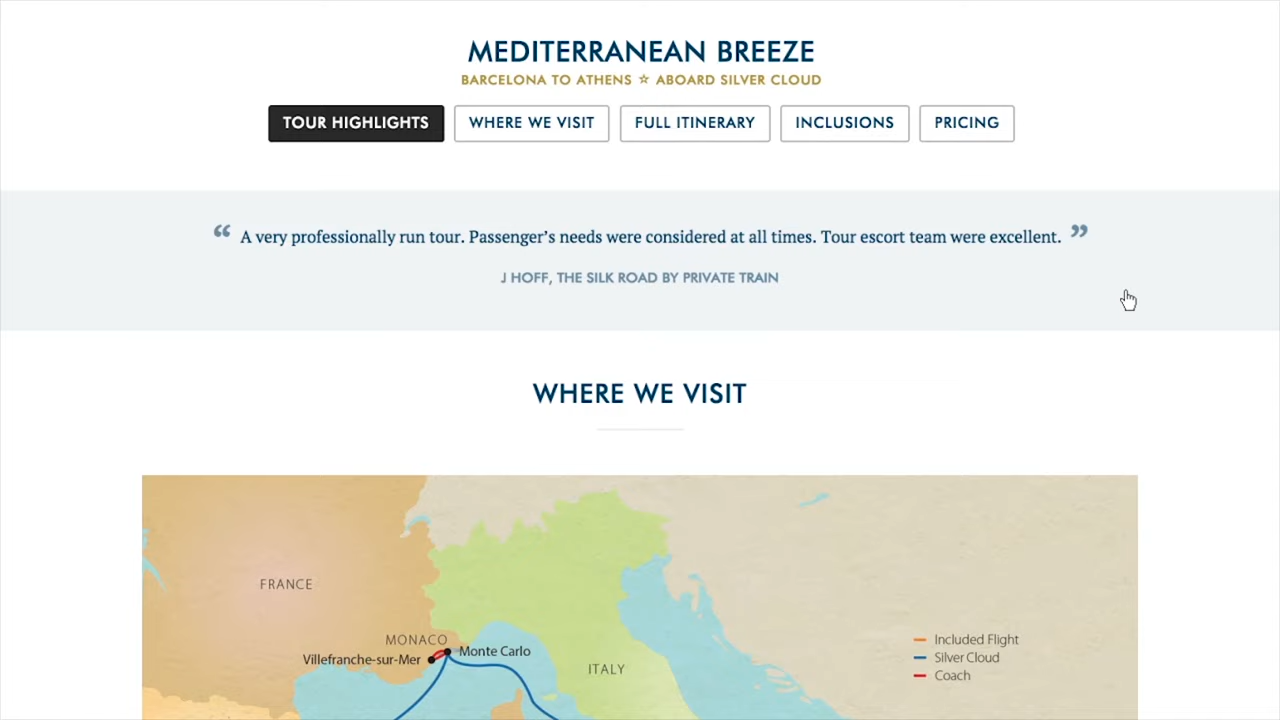 MEDITERRANEAN BREEZE
BARCELONA TO ATHENS ☆ ABOARD SILVER CLOUD
TOUR HIGHLIGHTS
WHERE WE VISIT
FULL ITINERARY
INCLUSIONS
PRICING
“ A very professionally run tour. Passenger’s needs were considered at all times. Tour escort team were excellent. ”
J HOFF, THE SILK ROAD BY PRIVATE TRAIN
WHERE WE VISIT
FRANCE
MONACO
Villefranche-sur-Mer
Monte Carlo
ITALY
Included Flight
Silver Cloud
Coach